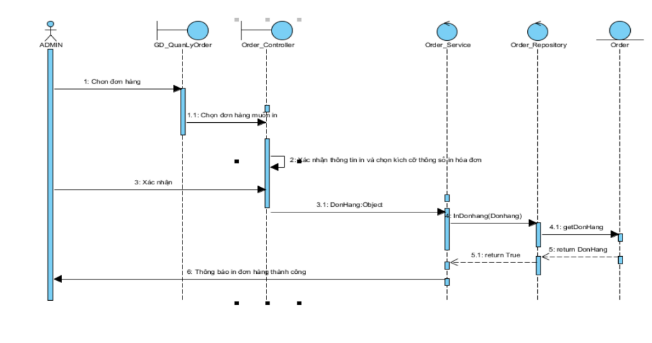 ADMIN
GD_QuanLyOrder
Order_Controller
Order_Service
Order_Repository
Order
1: Chọn đơn hàng
1.1: Chọn đơn hàng muốn in
2: Xác nhận thông tin in và chọn kích cỡ thông số in hóa đơn
3: Xác nhận
3.1: DonHang:Object
4: InDonhang(Donhang)
4.1: getDonHang
5: return DonHang
5.1: return True
6: Thông báo in đơn hàng thành công